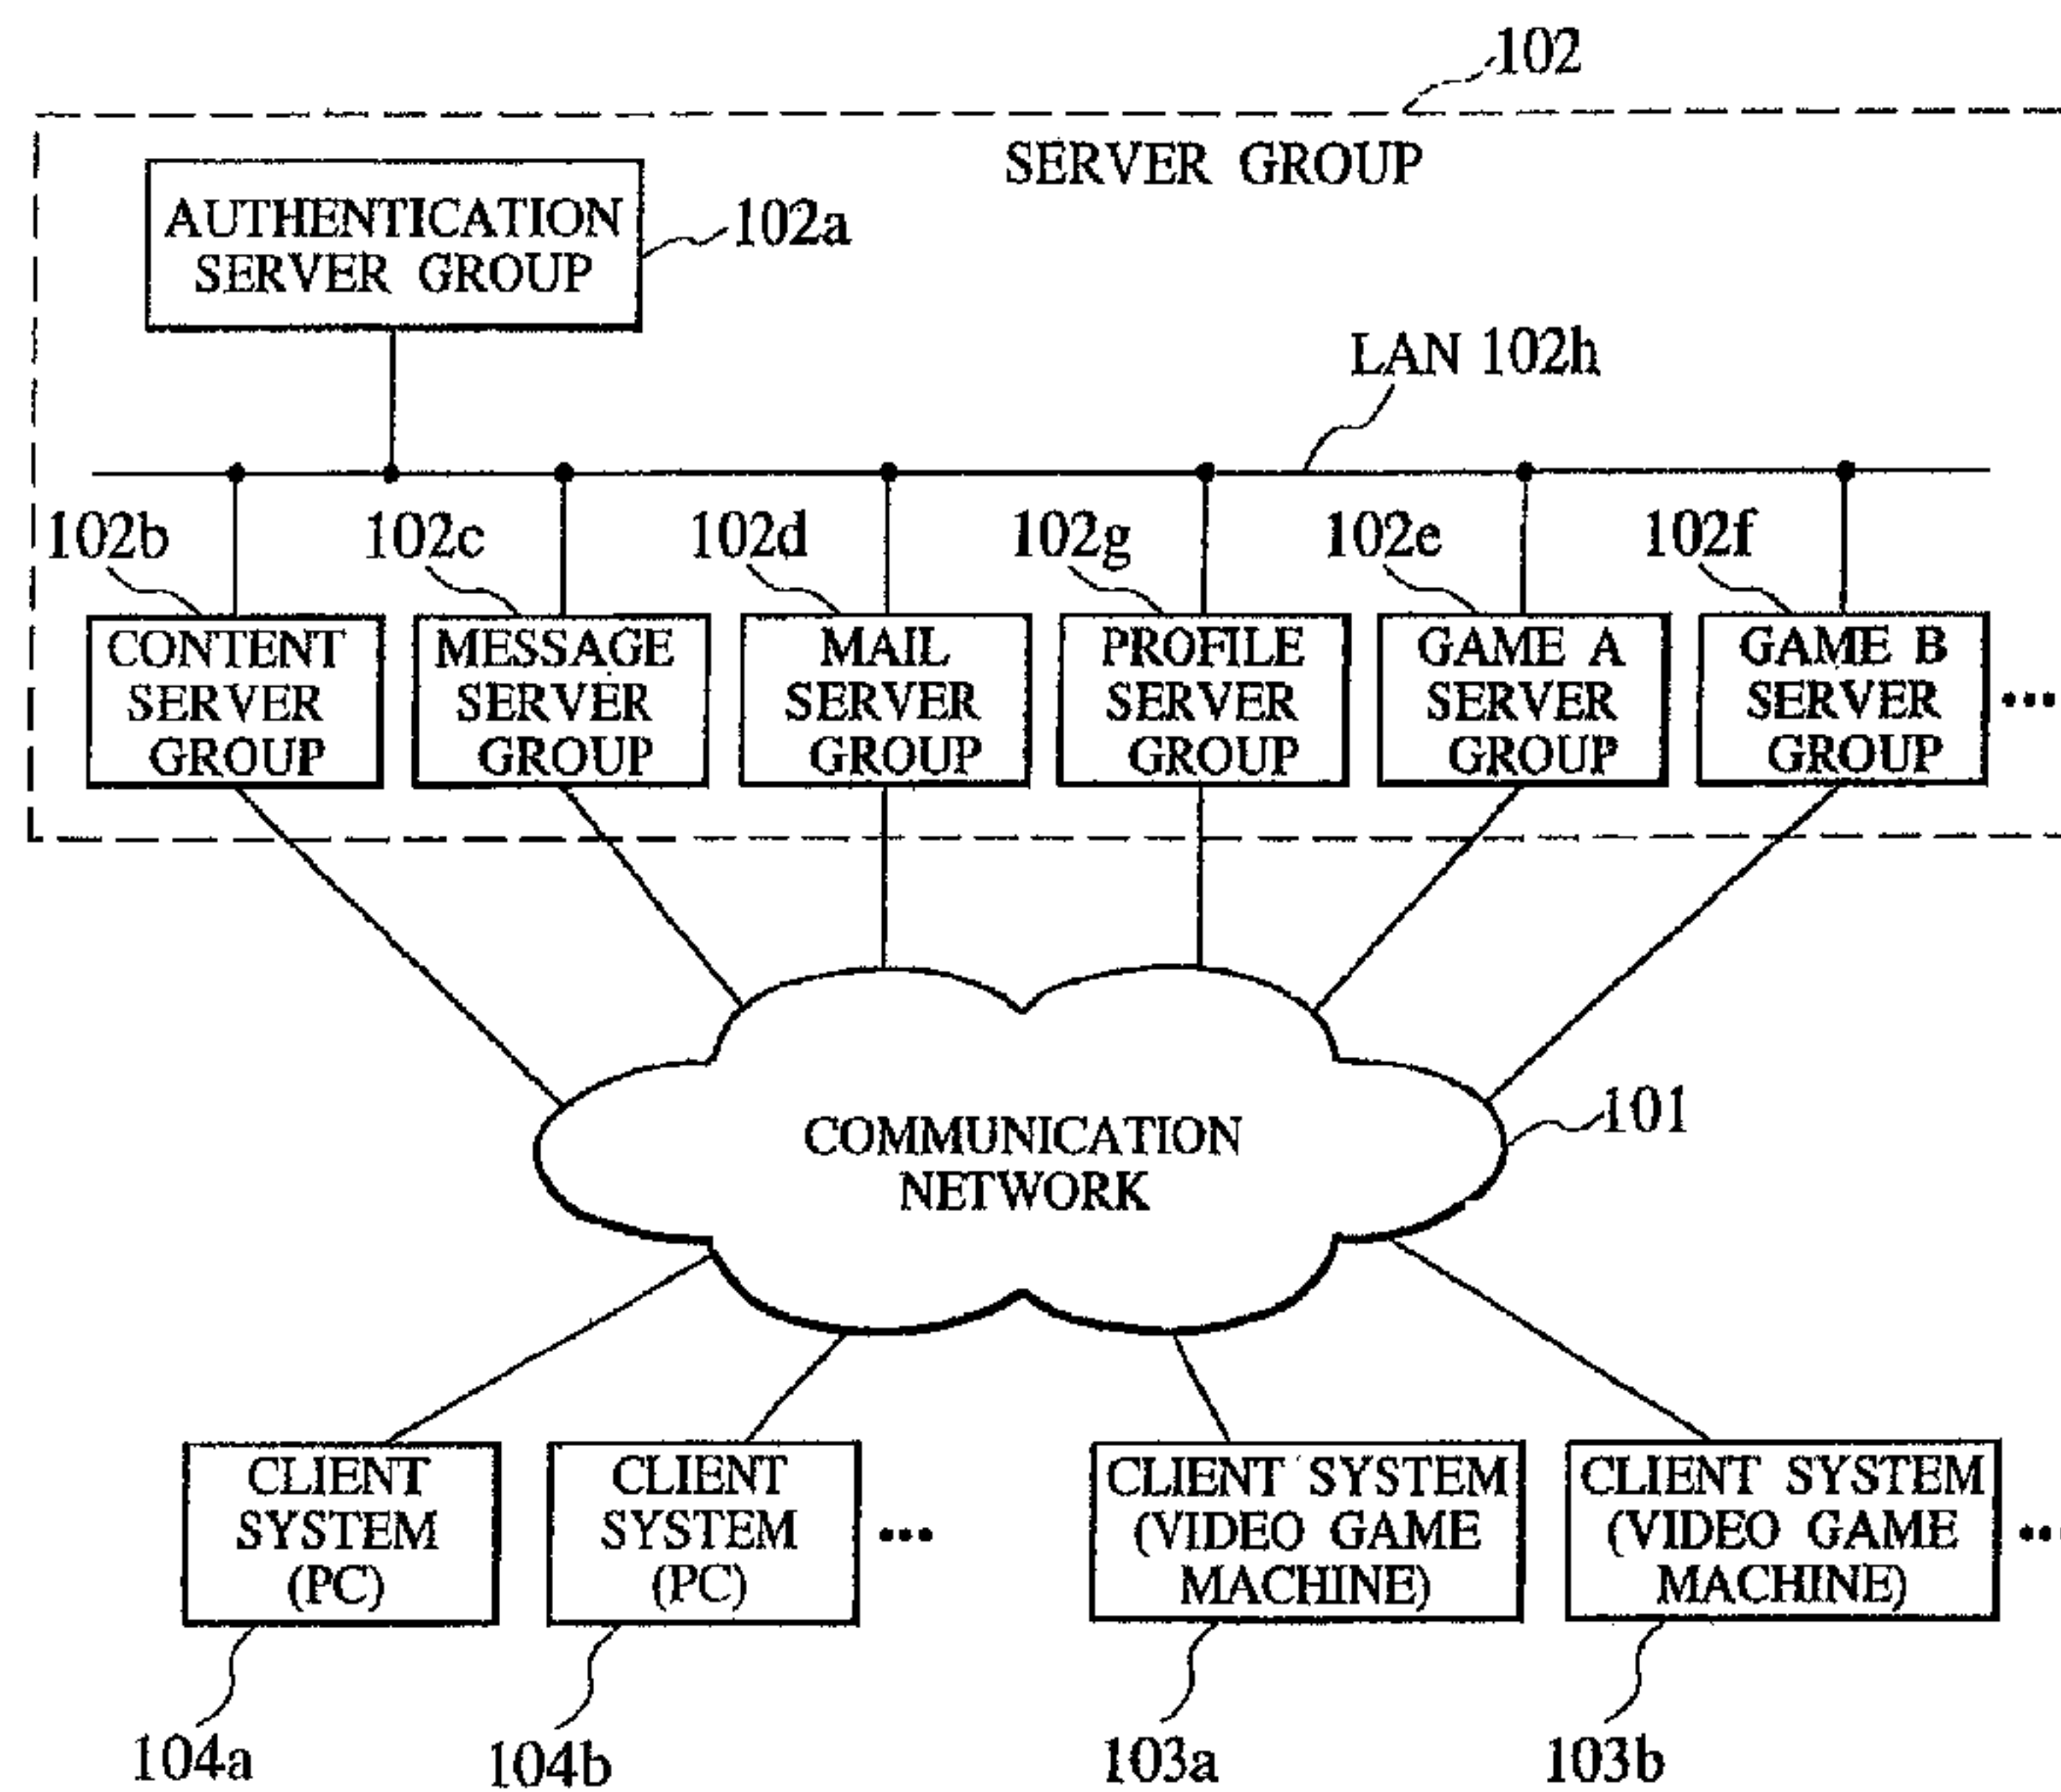 102
SERVER GROUP
AUTHENTICATION
SERVER GROUP
102a
LAN 102h
102b
102c
102d
102g
102e
102f
CONTENT
SERVER
GROUP
MESSAGE
SERVER
GROUP
MAIL
SERVER
GROUP
PROFILE
SERVER
GROUP
GAME A
SERVER
GROUP
GAME B
SERVER
GROUP
•••
COMMUNICATION
NETWORK
101
CLIENT
SYSTEM
(PC)
CLIENT
SYSTEM
(PC)
•••
CLIENT SYSTEM
(VIDEO GAME
MACHINE)
CLIENT SYSTEM
(VIDEO GAME
MACHINE)
•••
104a
104b
103a
103b